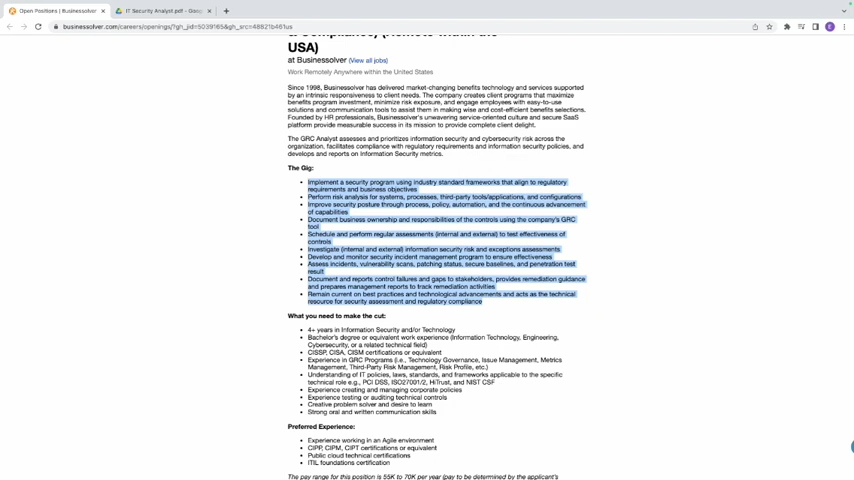 Open Positions | Businessolver
IT Security Analyst.pdf - Goog
businessolver.com/careers/openings/?gh_jid=5039165&gh_src=48821b461us
E
& Compliance) (Remote within the
USA)
at Businessolver (View all jobs)
Work Remotely Anywhere within the United States
Since 1998, Businessolver has delivered market-changing benefits technology and services supported
by an intrinsic responsiveness to client needs. The company creates client programs that maximize
benefits program investment, minimize risk exposure, and engage employees with easy-to-use
solutions and communication tools to assist them in making wise and cost-efficient benefits selections.
Founded by HR professionals, Businessolver's unwavering service-oriented culture and secure SaaS
platform provide measurable success in its mission to provide complete client delight.
The GRC Analyst assesses and prioritizes information security and cybersecurity risk across the
organization, facilitates compliance with regulatory requirements and information security policies, and
develops and reports on Information Security metrics.
The Gig:
• Implement a security program using industry standard frameworks that align to regulatory
requirements and business objectives
• Perform risk analysis for systems, processes, third-party tools/applications, and configurations
• Improve security posture through process, policy, automation, and the continuous advancement
of capabilities
• Document business ownership and responsibilities of the controls using the company's GRC
tool
• Schedule and perform regular assessments (internal and external) to test effectiveness of
controls
• Investigate (internal and external) information security risk and exceptions assessments
• Develop and monitor security incident management program to ensure effectiveness
• Assess incidents, vulnerability scans, patching status, secure baselines, and penetration test
result
• Document and reports control failures and gaps to stakeholders, provides remediation guidance
and prepares management reports to track remediation activities
• Remain current on best practices and technological advancements and acts as the technical
resource for security assessment and regulatory compliance
What you need to make the cut:
• 4+ years in Information Security and/or Technology
• Bachelor's degree or equivalent work experience (Information Technology, Engineering,
Cybersecurity, or a related technical field)
• CISSP, CISA, CISM certifications or equivalent
• Experience in GRC Programs (i.e., Technology Governance, Issue Management, Metrics
Management, Third-Party Risk Management, Risk Profile, etc.)
• Understanding of IT policies, laws, standards, and frameworks applicable to the specific
technical role e.g., PCI DSS, ISO27001/2, HiTrust, and NIST CSF
• Experience creating and managing corporate policies
• Experience testing or auditing technical controls
• Creative problem solver and desire to learn
• Strong oral and written communication skills
Preferred Experience:
• Experience working in an Agile environment
• CIPP, CIPM, CIPT certifications or equivalent
• Public cloud technical certifications
• ITIL foundations certification
The pay range for this position is 55K to 70K per year (pay to be determined by the applicant's